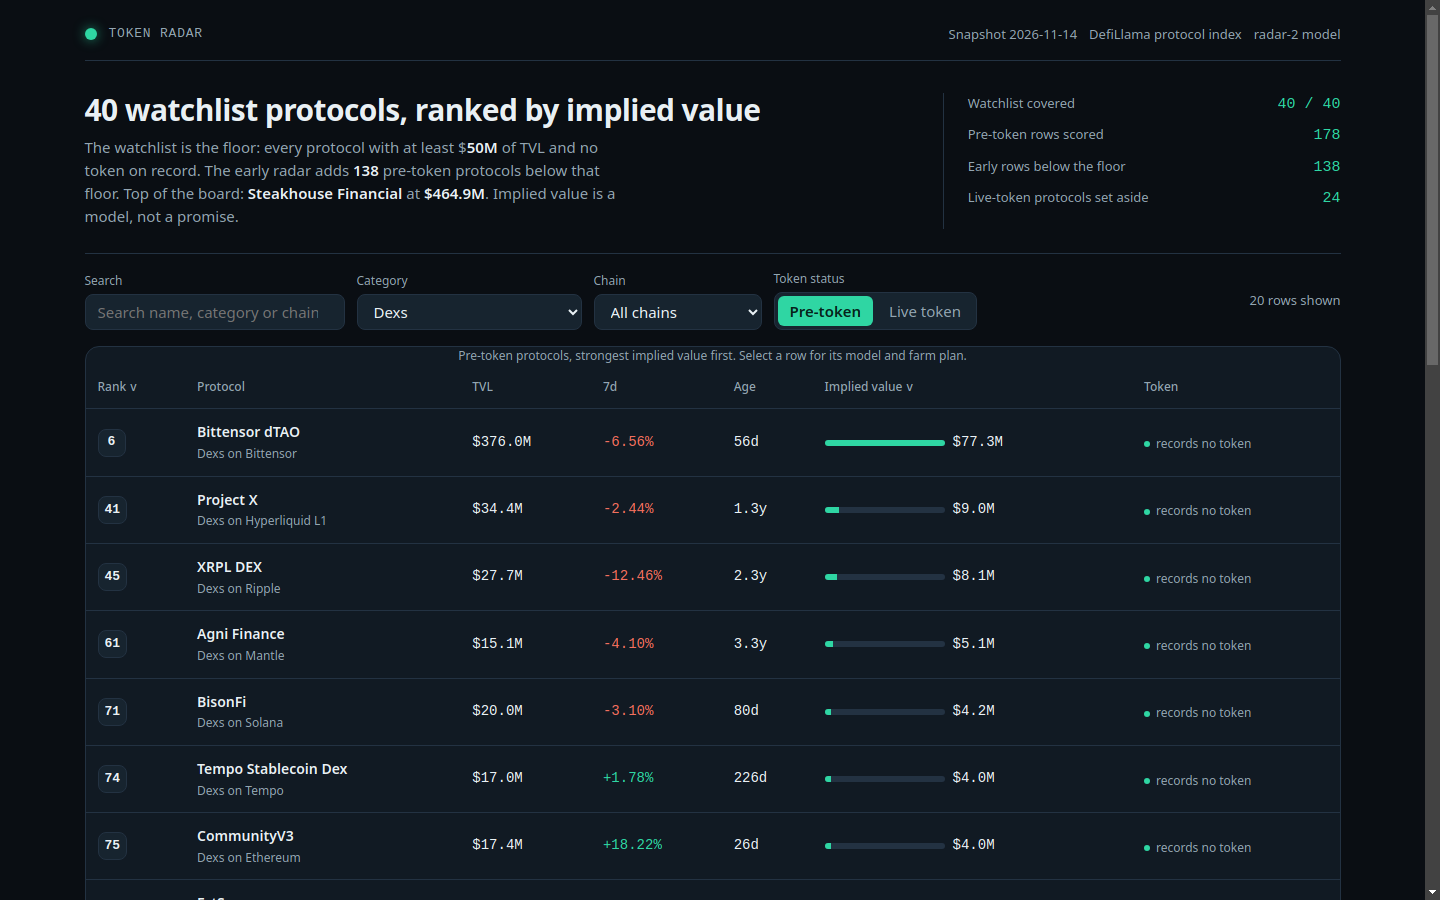 TOKEN RADAR
Snapshot 2026-11-14 DefiLlama protocol index radar-2 model
40 watchlist protocols, ranked by implied value
The watchlist is the floor: every protocol with at least $50M of TVL and no
token on record. The early radar adds 138 pre-token protocols below that
floor. Top of the board: Steakhouse Financial at $464.9M. Implied value is a
model, not a promise.
Watchlist covered 40 / 40
Pre-token rows scored 178
Early rows below the floor 138
Live-token protocols set aside 24
Search Category Chain Token status
Search name, category or chain Dexs All chains Pre-token Live token 20 rows shown
Pre-token protocols, strongest implied value first. Select a row for its model and farm plan.
Rank v Protocol TVL 7d Age Implied value v Token
6 Bittensor dTAO $376.0M -6.56% 56d $77.3M records no token
Dexs on Bittensor
41 Project X $34.4M -2.44% 1.3y $9.0M records no token
Dexs on Hyperliquid L1
45 XRPL DEX $27.7M -12.46% 2.3y $8.1M records no token
Dexs on Ripple
61 Agni Finance $15.1M -4.10% 3.3y $5.1M records no token
Dexs on Mantle
71 BisonFi $20.0M -3.10% 80d $4.2M records no token
Dexs on Solana
74 Tempo Stablecoin Dex $17.0M +1.78% 226d $4.0M records no token
Dexs on Tempo
75 CommunityV3 $17.4M +18.22% 26d $4.0M records no token
Dexs on Ethereum